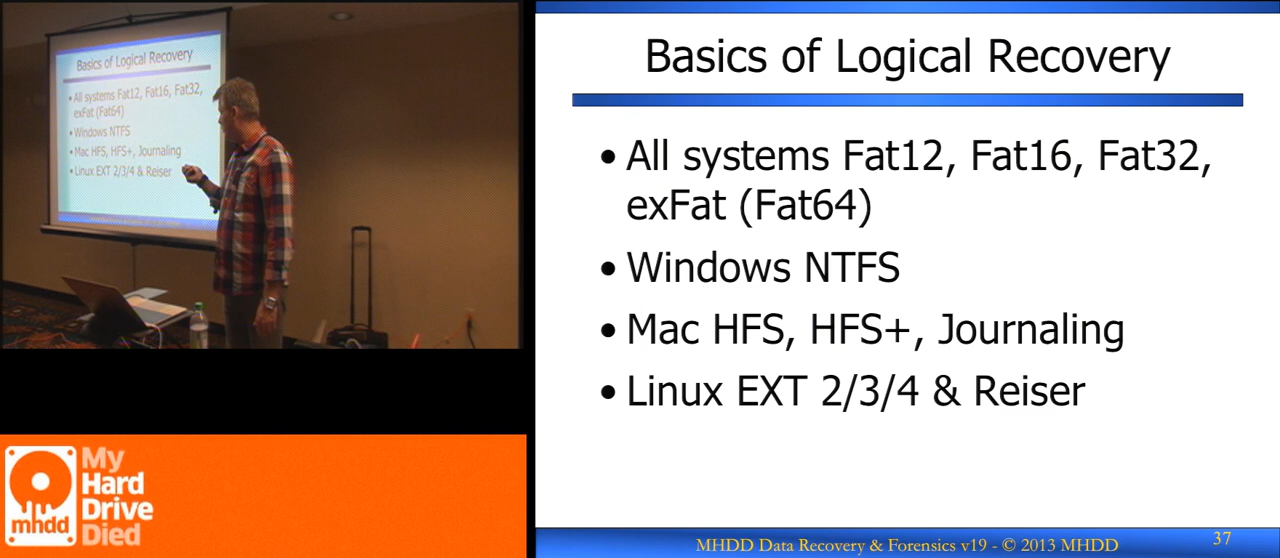 Basics of Logical Recovery
• All systems Fat12, Fat16, Fat32,
exFat (Fat64)
• Windows NTFS
• Mac HFS, HFS+, Journaling
• Linux EXT 2/3/4 & Reiser
Basics of Logical Recovery
• All systems Fat12, Fat16, Fat32,
exFat (Fat64)
• Windows NTFS
• Mac HFS, HFS+, Journaling
• Linux EXT 2/3/4 & Reiser
mhdd
My
Hard
Drive
Died
MHDD Data Recovery & Forensics v19 - © 2013 MHDD
37